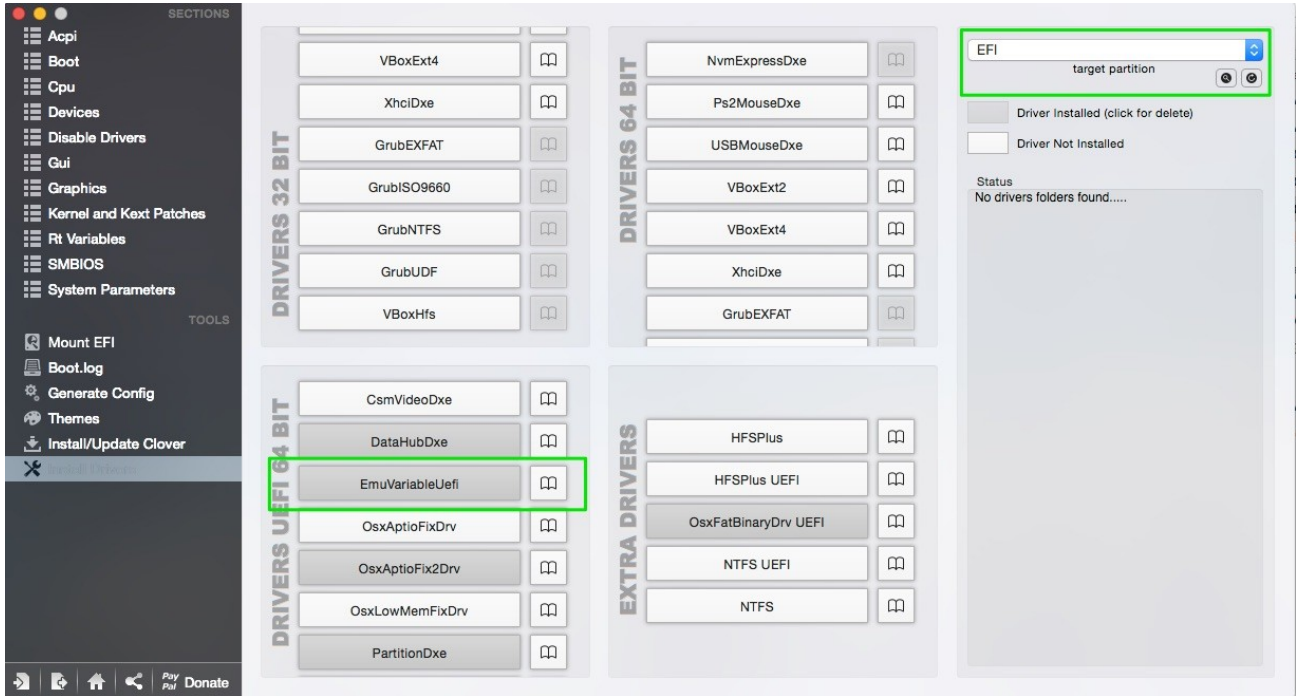 SECTIONS
Acpi
Boot
Cpu
Devices
Disable Drivers
Gui
Graphics
Kernel and Kext Patches
Rt Variables
SMBIOS
System Parameters
TOOLS
Mount EFI
Boot.log
Generate Config
Themes
Install/Update Clover
Install Drivers
Pay
Pal
Donate
DRIVERS 32 BIT
VBoxExt4
XhciDxe
GrubEXFAT
GrubISO9660
GrubNTFS
GrubUDF
VBoxHfs
DRIVERS 64 BIT
NvmExpressDxe
Ps2MouseDxe
USBMouseDxe
VBoxExt2
VBoxExt4
XhciDxe
GrubEXFAT
DRIVERS UEFI 64 BIT
CsmVideoDxe
DataHubDxe
EmuVariableUefi
OsxAptioFixDrv
OsxAptioFix2Drv
OsxLowMemFixDrv
PartitionDxe
EXTRA DRIVERS
HFSPlus
HFSPlus UEFI
OsxFatBinaryDrv UEFI
NTFS UEFI
NTFS
EFI
target partition
Driver Installed (click for delete)
Driver Not Installed
Status
No drivers folders found.....